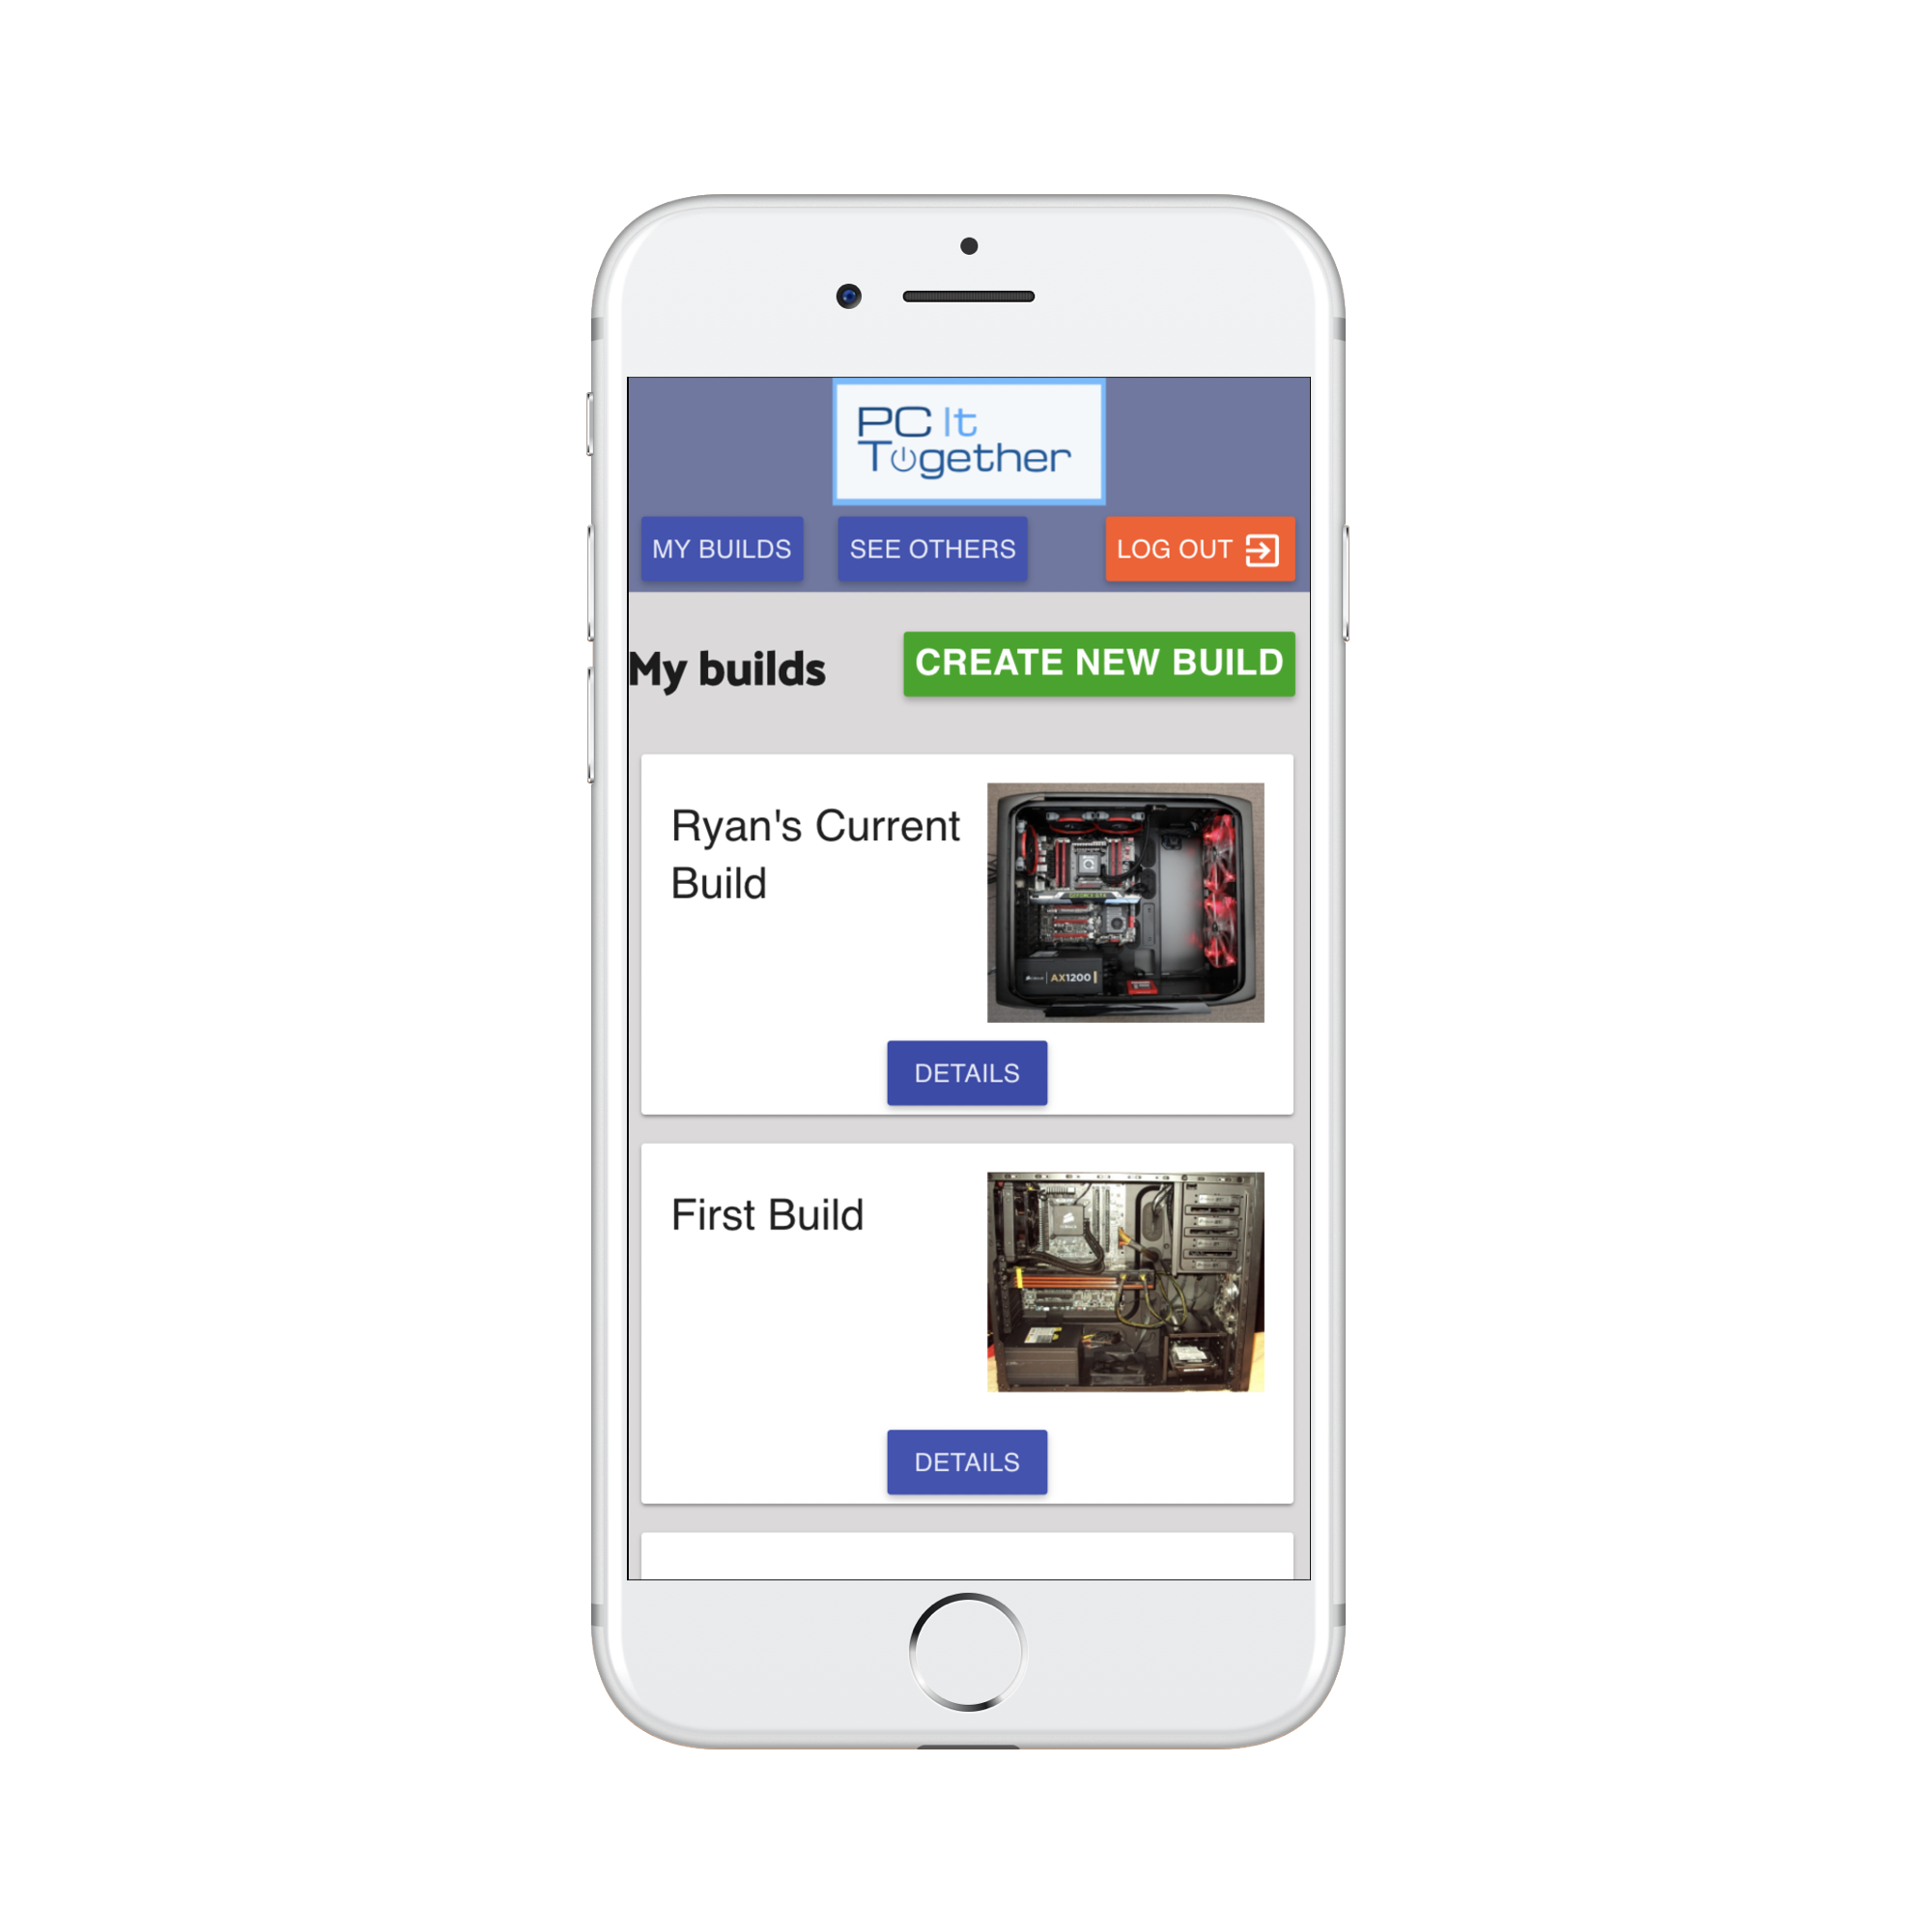 PC It
Together
MY BUILDS
SEE OTHERS
LOG OUT
My builds
CREATE NEW BUILD
Ryan's Current
Build
AX1200
DETAILS
First Build
DETAILS